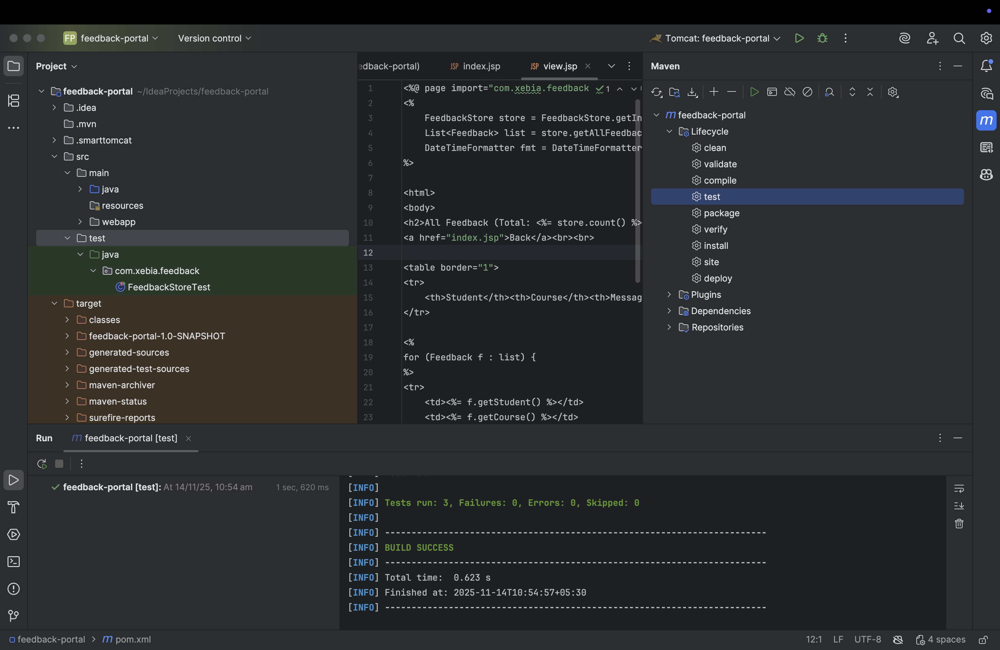 FP feedback-portal
Version control
Tomcat: feedback-portal
Project
feedback-portal ~/IdeaProjects/feedback-portal
.idea
.mvn
.smarttomcat
src
main
java
resources
webapp
test
java
com.xebia.feedback
FeedbackStoreTest
target
classes
feedback-portal-1.0-SNAPSHOT
generated-sources
generated-test-sources
maven-archiver
maven-status
surefire-reports
edback-portal)
JSP index.jsp
JSP view.jsp
1 <%@ page import="com.xebia.feedback
1
2 <%
3 FeedbackStore store = FeedbackStore.getIn
4 List<Feedback> list = store.getAllFeedbac
5 DateTimeFormatter fmt = DateTimeFormatter
6 %>
7
8 <html>
9 <body>
10 <h2>All Feedback (Total: <%= store.count() %>
11 <a href="index.jsp">Back</a><br><br>
12
13 <table border="1">
14 <tr>
15 <th>Student</th><th>Course</th><th>Messag
16 </tr>
17
18 <%
19 for (Feedback f : list) {
20 %>
21 <tr>
22 <td><%= f.getStudent() %></td>
23 <td><%= f.getCourse() %></td>
Maven
m feedback-portal
Lifecycle
clean
validate
compile
test
package
verify
install
site
deploy
Plugins
Dependencies
Repositories
m
Run
m feedback-portal [test]
feedback-portal [test]: At 14/11/25, 10:54 am 1 sec, 620 ms
[INFO]
[INFO] Tests run: 3, Failures: 0, Errors: 0, Skipped: 0
[INFO]
[INFO] ------------------------------------------------------------------------
[INFO] BUILD SUCCESS
[INFO] ------------------------------------------------------------------------
[INFO] Total time:  0.623 s
[INFO] Finished at: 2025-11-14T10:54:57+05:30
[INFO] ------------------------------------------------------------------------
feedback-portal > m pom.xml
12:1 LF UTF-8 4 spaces